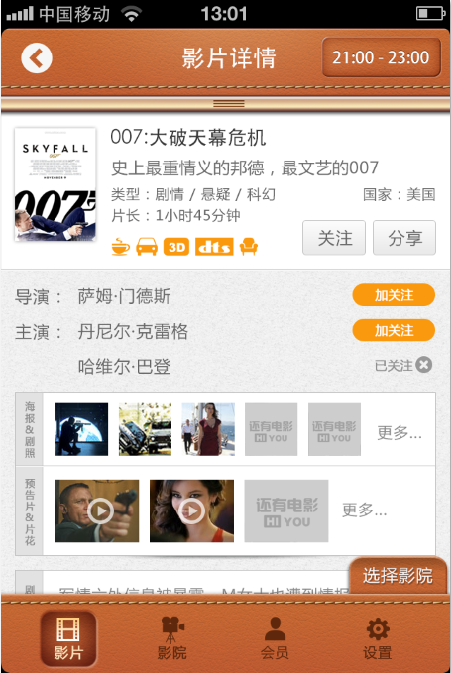 中国移动 13:01
影片详情
21:00 - 23:00
SKYFALL
007
007:大破天幕危机
史上最重情义的邦德，最文艺的007
类型：剧情 / 悬疑 / 科幻 国家：美国
片长：1小时45分钟
3D dts
关注 分享
导演： 萨姆·门德斯 加关注
主演： 丹尼尔·克雷格 加关注
哈维尔·巴登 已关注
海报&剧照
还有电影
HI YOU
还有电影
HI YOU
更多...
预告片&片花
还有电影
HI YOU
更多...
选择影院
影片 影院 会员 设置